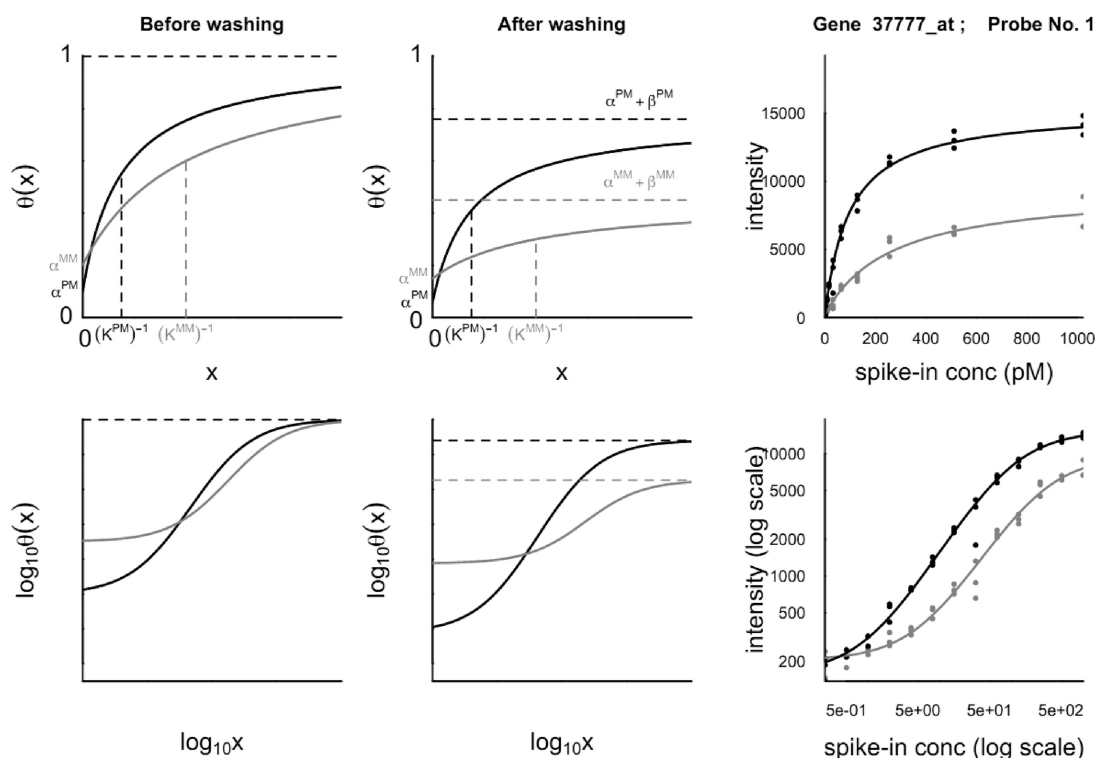 Before washing
1
θ(x)
α^MM
α^PM
0
0 (K^PM)⁻¹ (K^MM)⁻¹
x
After washing
1
α^PM + β^PM
α^MM + β^MM
θ(x)
α^MM
α^PM
0
0 (K^PM)⁻¹ (K^MM)⁻¹
x
Gene 37777_at ; Probe No. 1
15000
10000
5000
0
intensity
0 200 400 600 800 1000
spike-in conc (pM)
log₁₀θ(x)
log₁₀x
log₁₀θ(x)
log₁₀x
10000
5000
2000
1000
500
200
intensity (log scale)
5e-01 5e+00 5e+01 5e+02
spike-in conc (log scale)